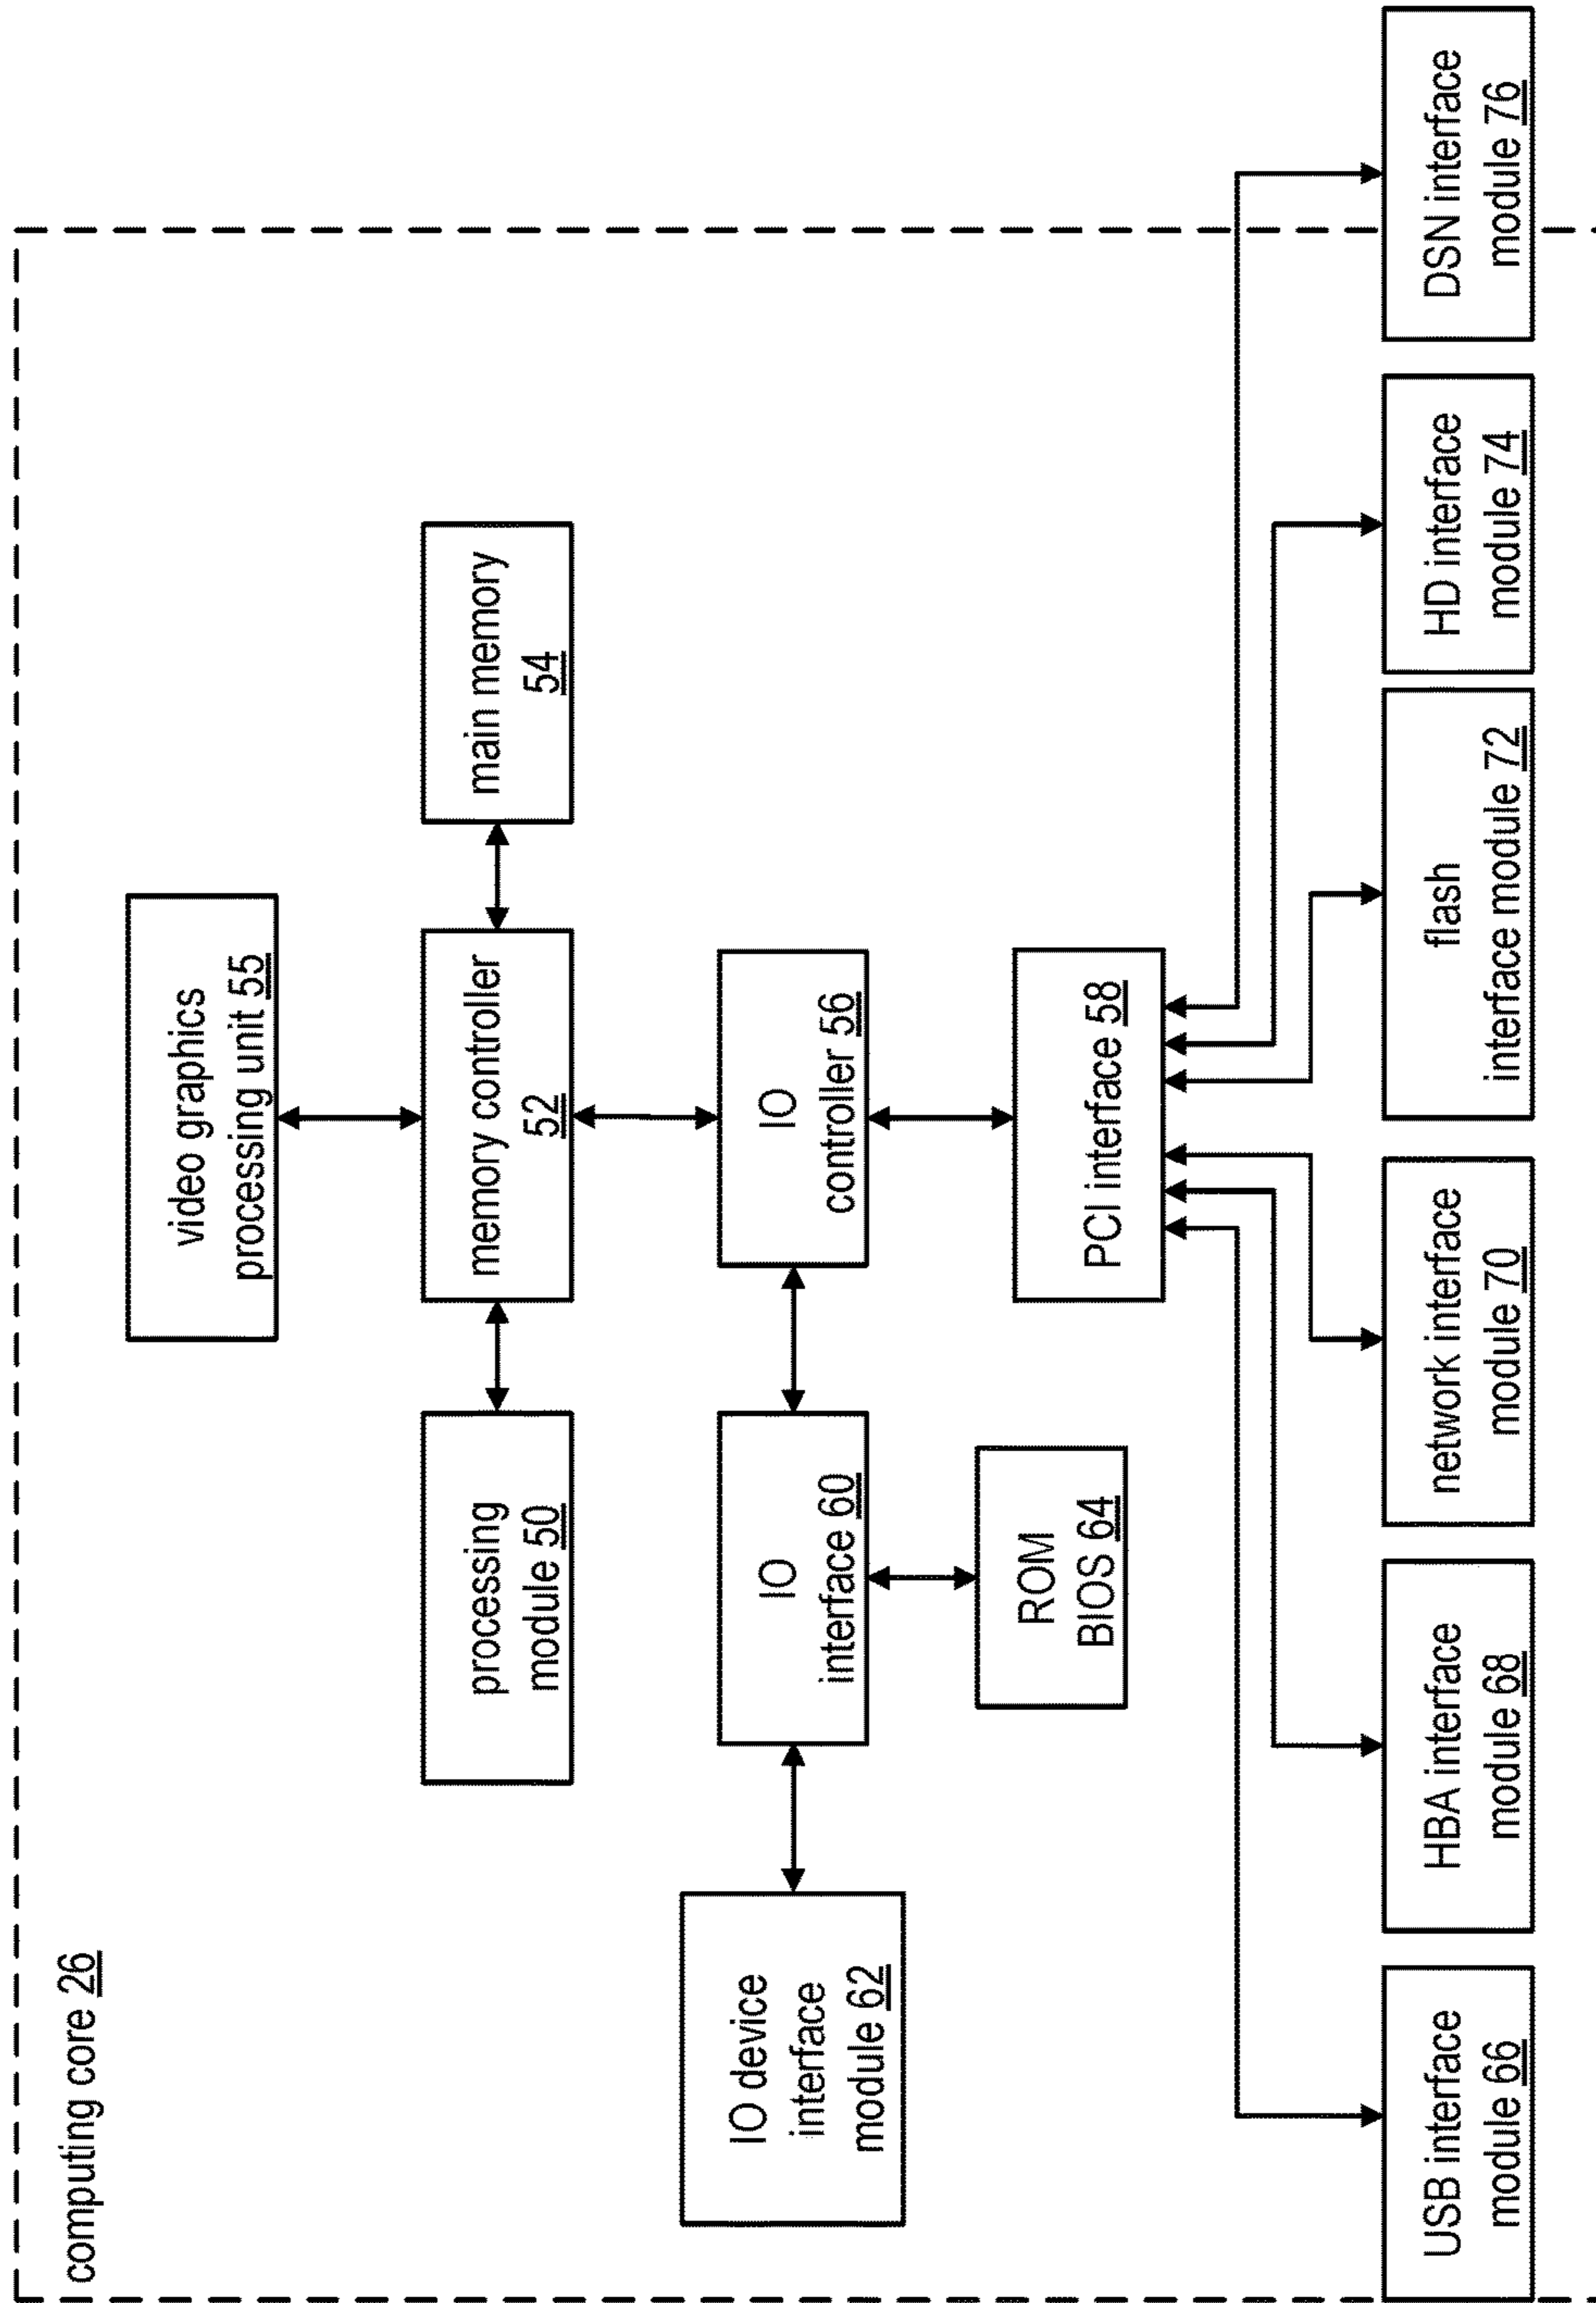 computing core 26
video graphics
processing unit 55
processing
module 50
memory controller
52
main memory
54
IO device
interface
module 62
IO
interface 60
IO
controller 56
ROM
BIOS 64
PCI interface 58
USB interface
module 66
HBA interface
module 68
network interface
module 70
flash
interface module 72
HD interface
module 74
DSN interface
module 76